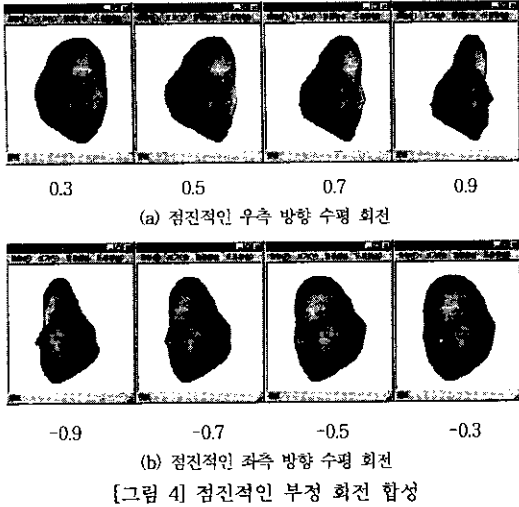 0.3 0.5 0.7 0.9
(a) 점진적인 우측 방향 수평 회전
-0.9 -0.7 -0.5 -0.3
(b) 점진적인 좌측 방향 수평 회전
[그림 4] 점진적인 부정 회전 합성